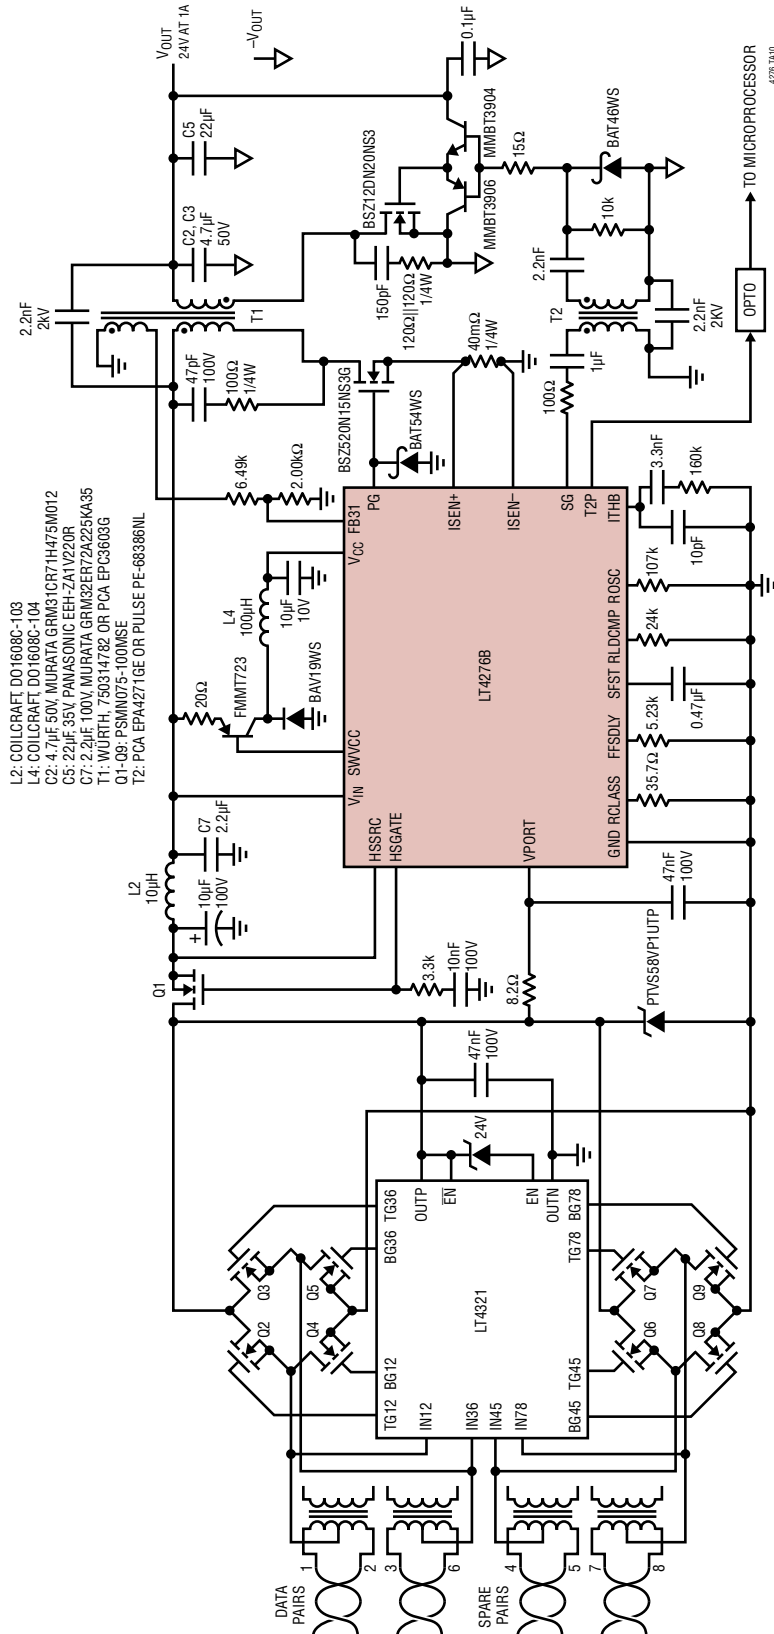 L2: COILCRAFT, DO1608C-103
L4: COILCRAFT, DO1608C-104
C2: 4.7µF, 50V, MURATA GRM31CR71H475M012
C5: 22µF, 35V, PANASONIC EEH-ZA1V220R
C7: 2.2µF, 100V, MURATA GRM32ER72A225KA35
T1: WÜRTH, 750314782 OR PCA EPC3603G
Q1-Q9: PSMN075-100MSE
T2: PCA EPA4271GE OR PULSE PE-68386NL
DATA
PAIRS
1
2
3
6
SPARE
PAIRS
4
5
7
8
Q2
Q3
Q4
Q5
TG12
BG12
BG36
TG36
IN12
IN36
IN45
IN78
LT4321
OUTP
EN
EN
OUTN
BG45
TG45
TG78
BG78
Q6
Q7
Q8
Q9
24V
47nF
100V
Q1
3.3k
10nF
100V
8.2Ω
PTVS58VP1UTP
47nF
100V
+
10µF
100V
L2
10µH
C7
2.2µF
HSSRC
HSGATE
VPORT
VIN
SWVCC
VCC
FB31
LT4276B
PG
ISEN+
ISEN–
SG
T2P
ITHB
GND
RCLASS
FFSDLY
SFST
RLDCMP
ROSC
35.7Ω
5.23k
0.47µF
24k
107k
10pF
3.3nF
160k
20Ω
FMMT723
BAV19WS
L4
100µH
10µF
10V
6.49k
2.00kΩ
47pF
100V
100Ω
1/4W
2.2nF
2kV
T1
BSZ520N15NS3G
BAT54WS
40mΩ
1/4W
100Ω
1µF
T2
2.2nF
2.2nF
2KV
10k
BAT46WS
15Ω
MMBT3906
MMBT3904
0.1µF
150pF
120Ω||120Ω
1/4W
BSZ12DN20NS3
C2, C3
4.7µF
50V
C5
22µF
VOUT
24V AT 1A
–VOUT
OPTO
TO MICROPROCESSOR
4276 TA10